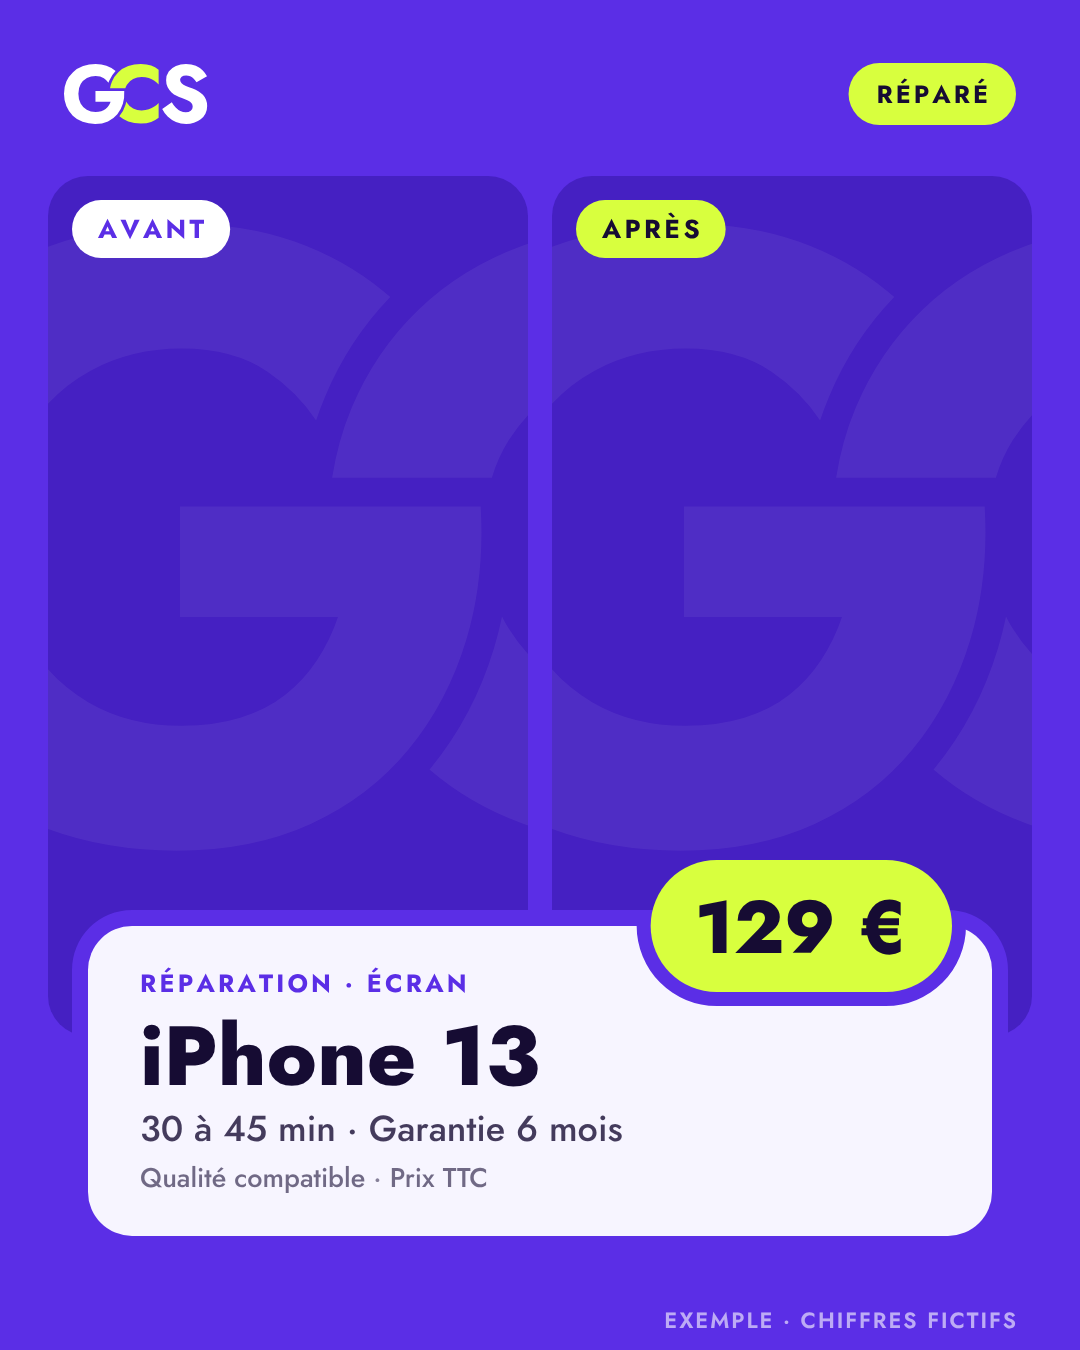 GCS
RÉPARÉ
AVANT
APRÈS
129 €
RÉPARATION · ÉCRAN
iPhone 13
30 à 45 min · Garantie 6 mois
Qualité compatible · Prix TTC
EXEMPLE · CHIFFRES FICTIFS